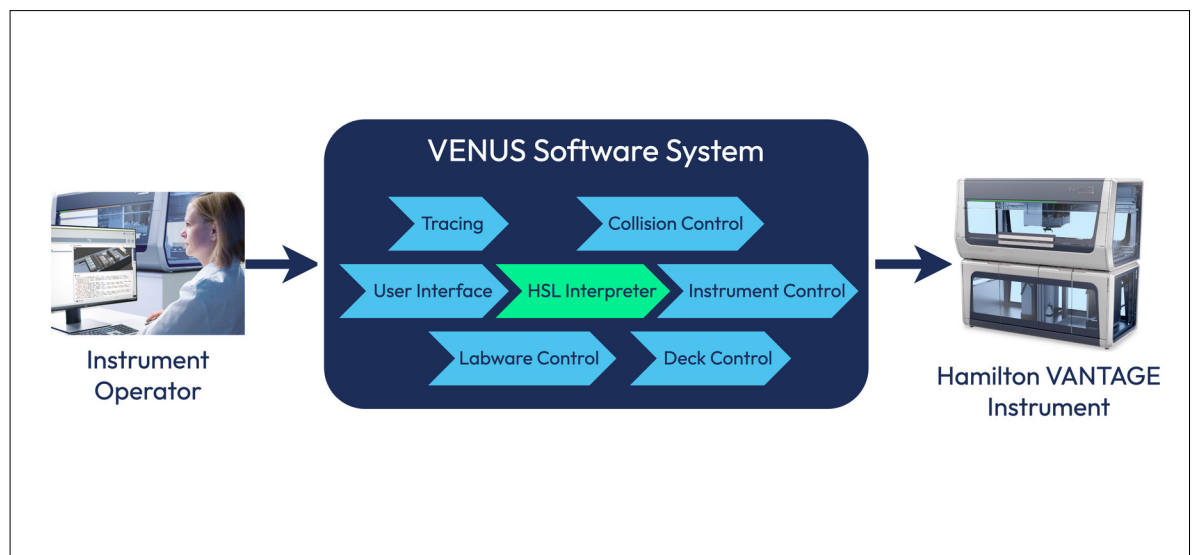 VENUS Software System
Tracing
Collision Control
User Interface
HSL Interpreter
Instrument Control
Labware Control
Deck Control
Instrument
Operator
Hamilton VANTAGE
Instrument